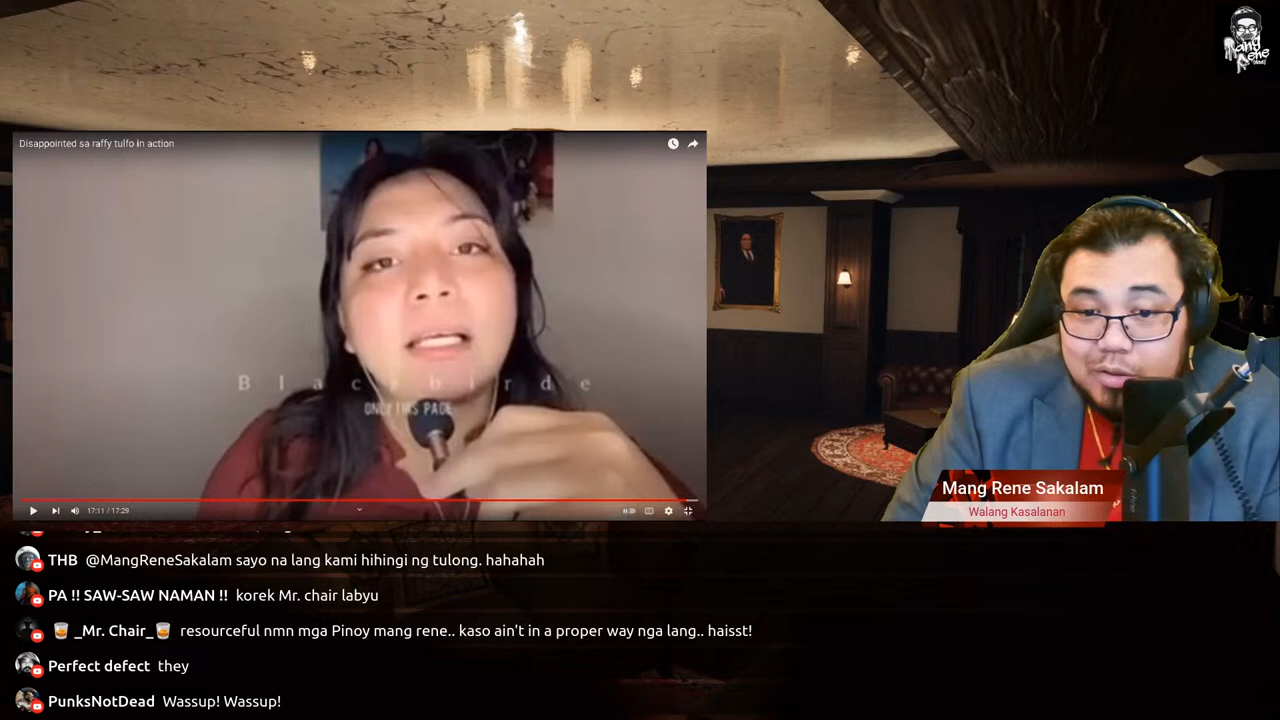 Mang
Rene
Disappointed sa raffy tulfo in action
Blackbirde
ONLY THIS PAGE
17:11 / 17:29
Mang Rene Sakalam
Walang Kasalanan
THB @MangReneSakalam sayo na lang kami hihingi ng tulong. hahahah
PA !! SAW-SAW NAMAN !! korek Mr. chair labyu
🥃 _Mr. Chair_🥃 resourceful nmn mga Pinoy mang rene.. kaso ain't in a proper way nga lang.. haisst!
Perfect defect they
PunksNotDead Wassup! Wassup!